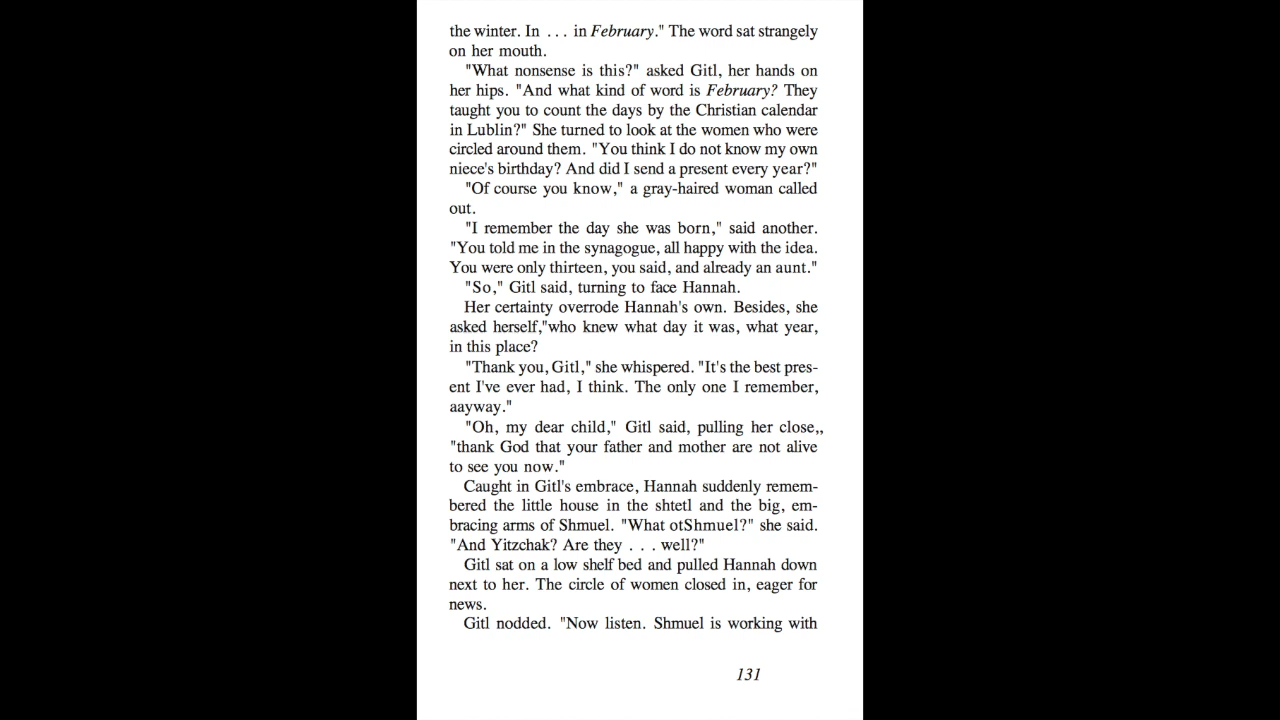 the winter. In . . . in February." The word sat strangely
on her mouth.
"What nonsense is this?" asked Gitl, her hands on
her hips. "And what kind of word is February? They
taught you to count the days by the Christian calendar
in Lublin?" She turned to look at the women who were
circled around them. "You think I do not know my own
niece's birthday? And did I send a present every year?"
"Of course you know," a gray-haired woman called
out.
"I remember the day she was born," said another.
"You told me in the synagogue, all happy with the idea.
You were only thirteen, you said, and already an aunt."
"So," Gitl said, turning to face Hannah.
Her certainty overrode Hannah's own. Besides, she
asked herself,"who knew what day it was, what year,
in this place?
"Thank you, Gitl," she whispered. "It's the best pres-
ent I've ever had, I think. The only one I remember,
aayway."
"Oh, my dear child," Gitl said, pulling her close,,
"thank God that your father and mother are not alive
to see you now."
Caught in Gitl's embrace, Hannah suddenly remem-
bered the little house in the shtetl and the big, em-
bracing arms of Shmuel. "What otShmuel?" she said.
"And Yitzchak? Are they . . . well?"
Gitl sat on a low shelf bed and pulled Hannah down
next to her. The circle of women closed in, eager for
news.
Gitl nodded. "Now listen. Shmuel is working with
131